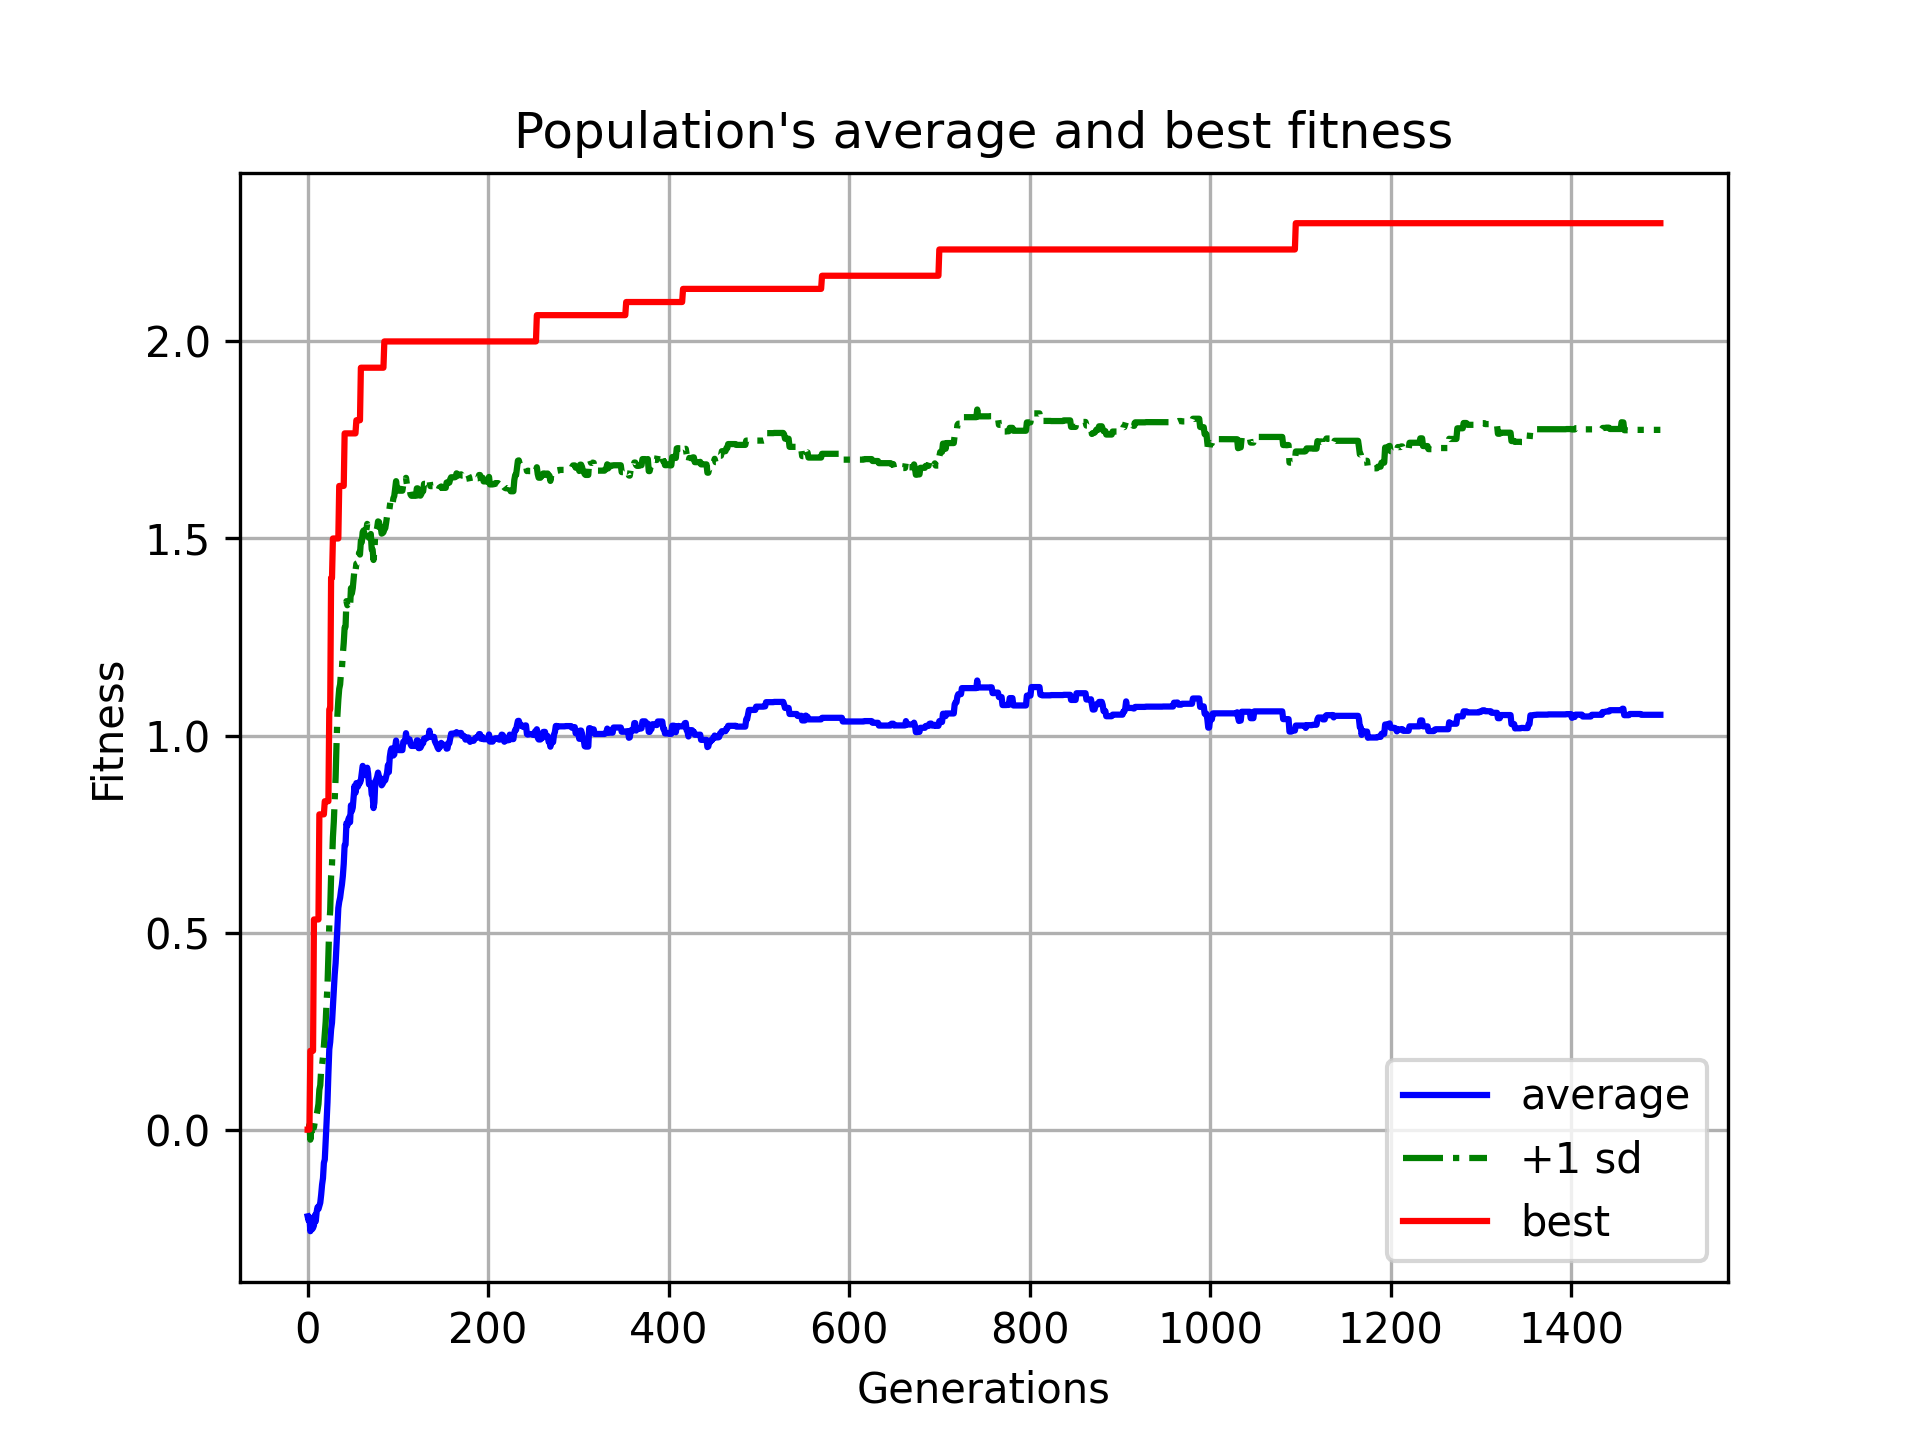 Population's average and best fitness
Fitness
2.0
1.5
1.0
0.5
0.0
0 200 400 600 800 1000 1200 1400
Generations
average
+1 sd
best